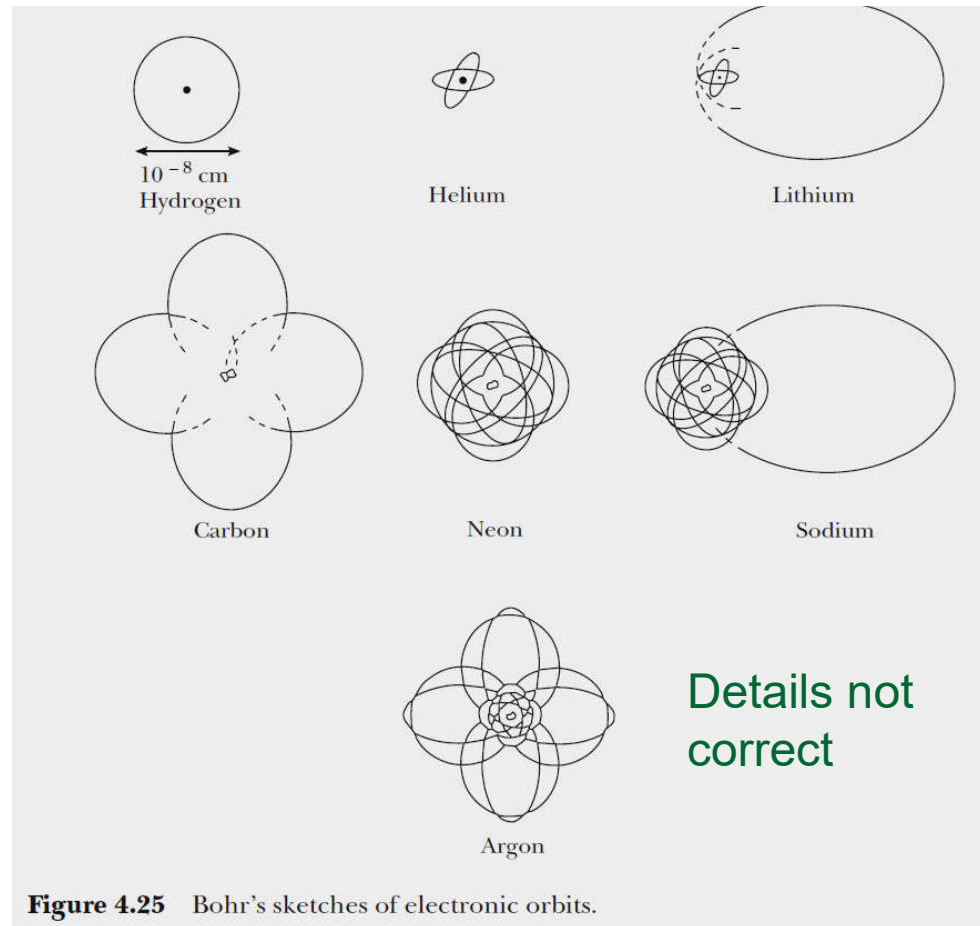 10⁻⁸ cm
Hydrogen
Helium
Lithium
Carbon
Neon
Sodium
Details not
correct
Argon
Figure 4.25 Bohr's sketches of electronic orbits.